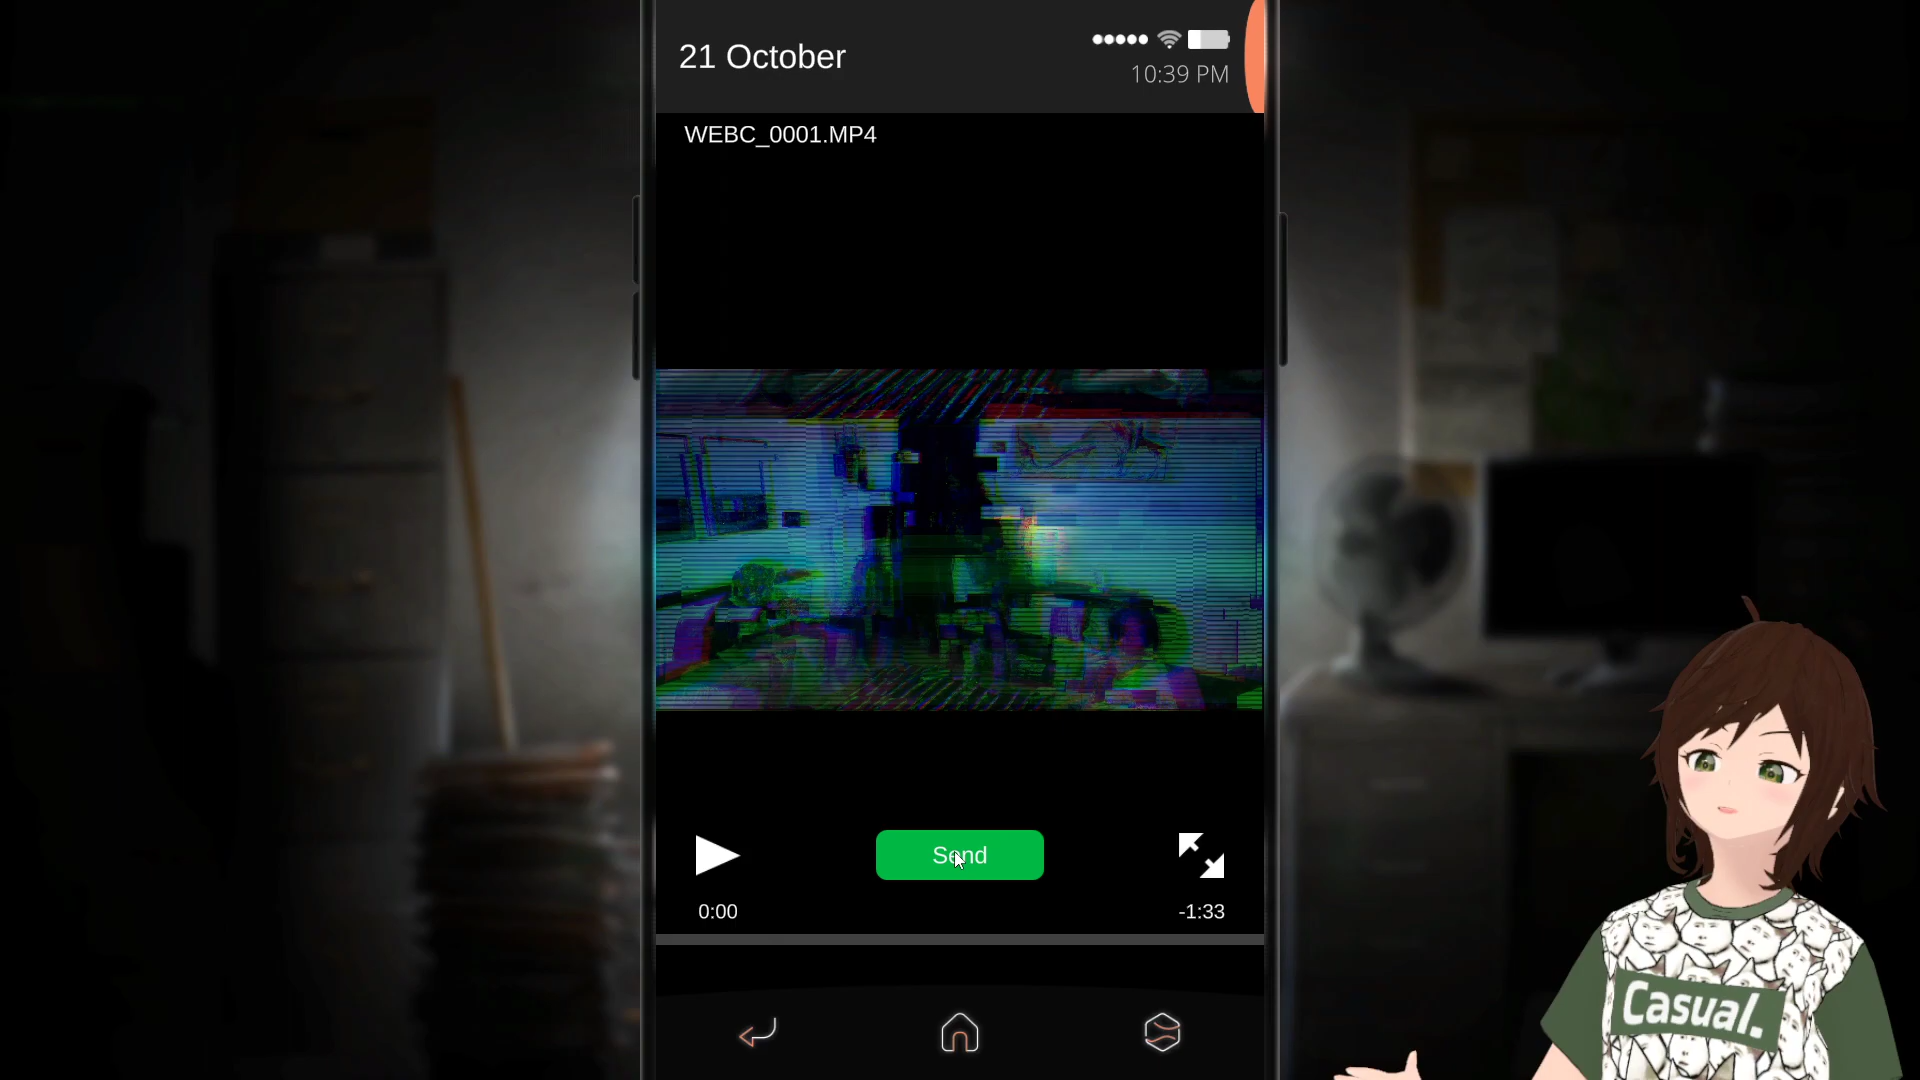 21 October
10:39 PM
WEBC_0001.MP4
Send
0:00
-1:33
Casual.